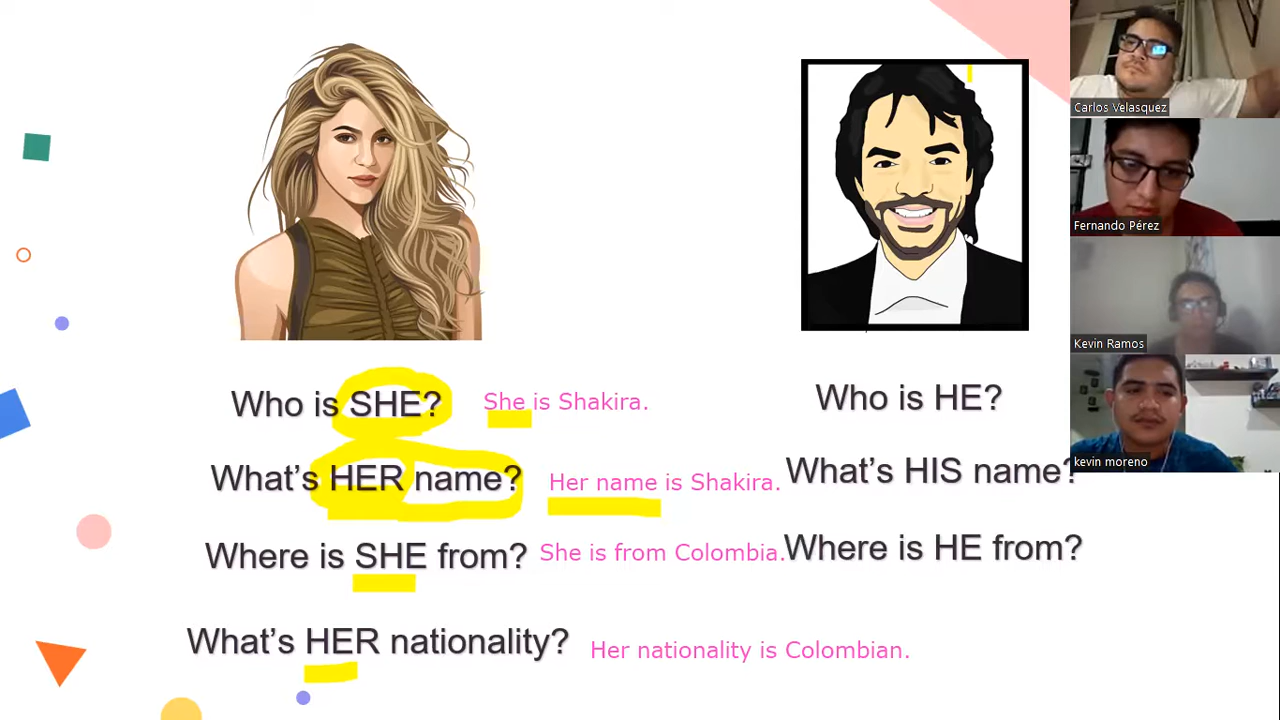 Who is SHE?
She is Shakira.
What's HER name?
Her name is Shakira.
Where is SHE from?
She is from Colombia.
What's HER nationality?
Her nationality is Colombian.
Who is HE?
What's HIS name?
Where is HE from?
Carlos Velasquez
Fernando Pérez
Kevin Ramos
kevin moreno